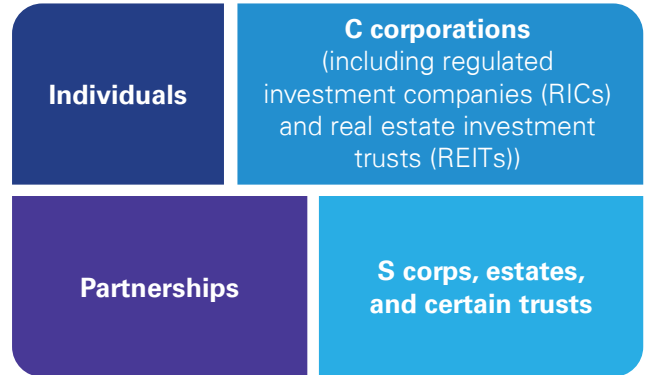 Individuals
C corporations
(including regulated
investment companies (RICs)
and real estate investment
trusts (REITs))
Partnerships
S corps, estates,
and certain trusts